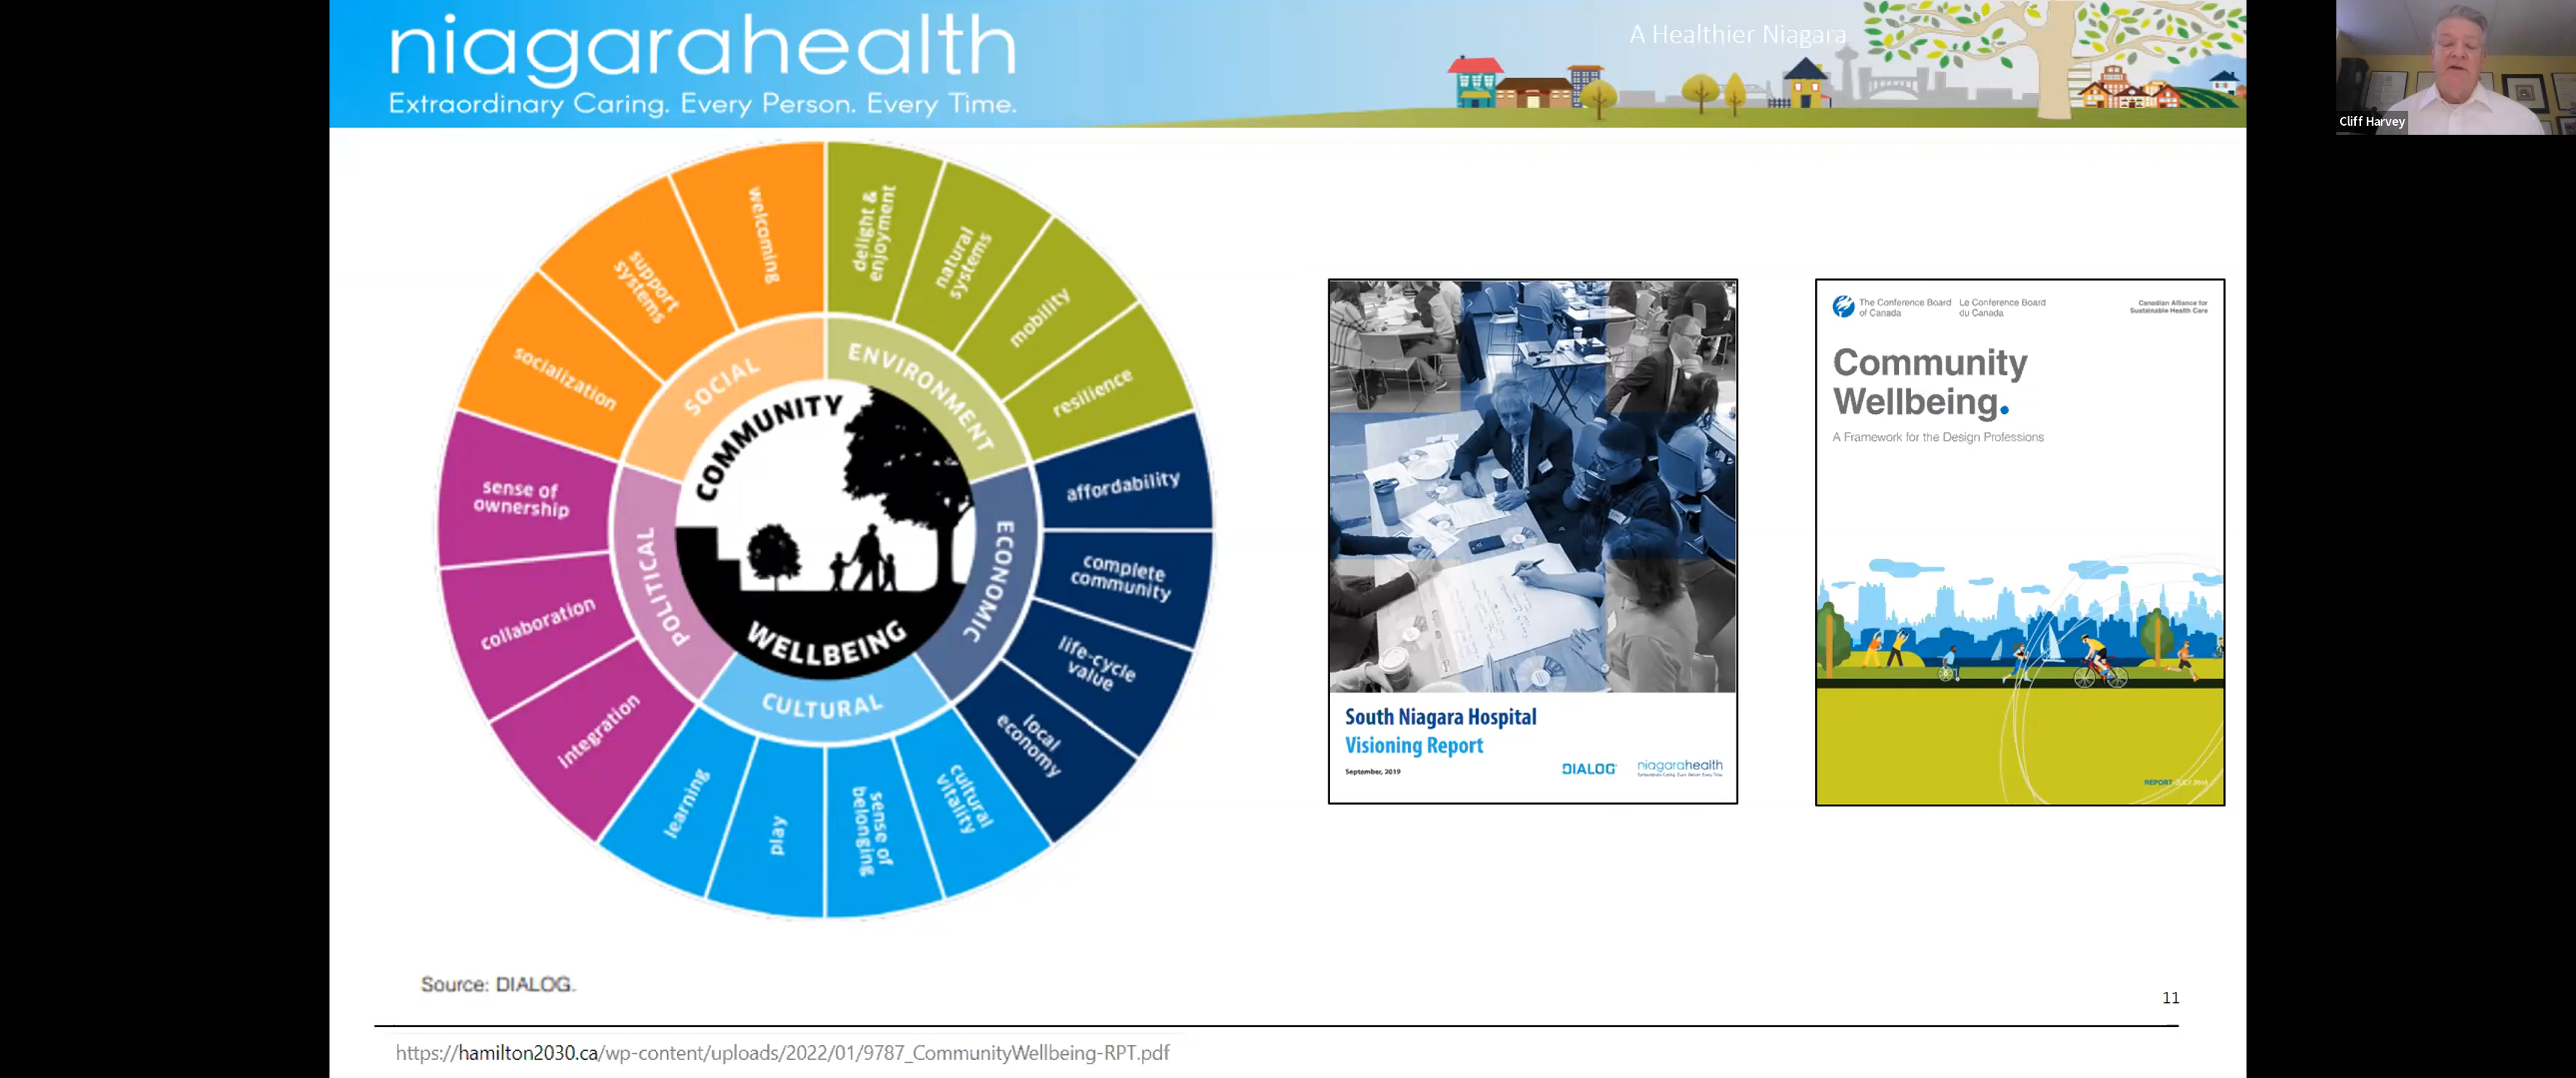 niagarahealth
Extraordinary Caring. Every Person. Every Time.
A Healthier Niagara
Cliff Harvey
COMMUNITY
WELLBEING
SOCIAL
welcoming
support
systems
socialization
ENVIRONMENT
delight &
enjoyment
natural
systems
mobility
resilience
ECONOMIC
affordability
complete
community
life-cycle
value
local
economy
CULTURAL
cultural
vitality
sense of
belonging
play
learning
POLITICAL
integration
collaboration
sense of
ownership
South Niagara Hospital
Visioning Report
September, 2019
DIALOG
niagarahealth
The Conference Board
of Canada
Le Conference Board
du Canada
Canadian Alliance for
Sustainable Health Care
Community
Wellbeing.
A Framework for the Design Professions
REPORT JULY
Source: DIALOG.
11
https://hamilton2030.ca/wp-content/uploads/2022/01/9787_CommunityWellbeing-RPT.pdf